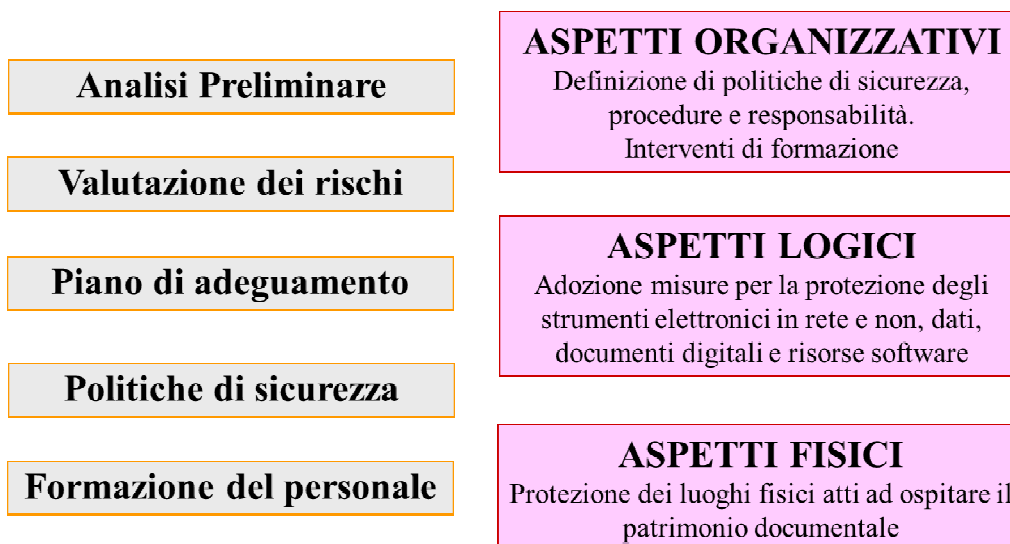 Analisi Preliminare
Valutazione dei rischi
Piano di adeguamento
Politiche di sicurezza
Formazione del personale
ASPETTI ORGANIZZATIVI
Definizione di politiche di sicurezza,
procedure e responsabilità.
Interventi di formazione
ASPETTI LOGICI
Adozione misure per la protezione degli
strumenti elettronici in rete e non, dati,
documenti digitali e risorse software
ASPETTI FISICI
Protezione dei luoghi fisici atti ad ospitare il
patrimonio documentale